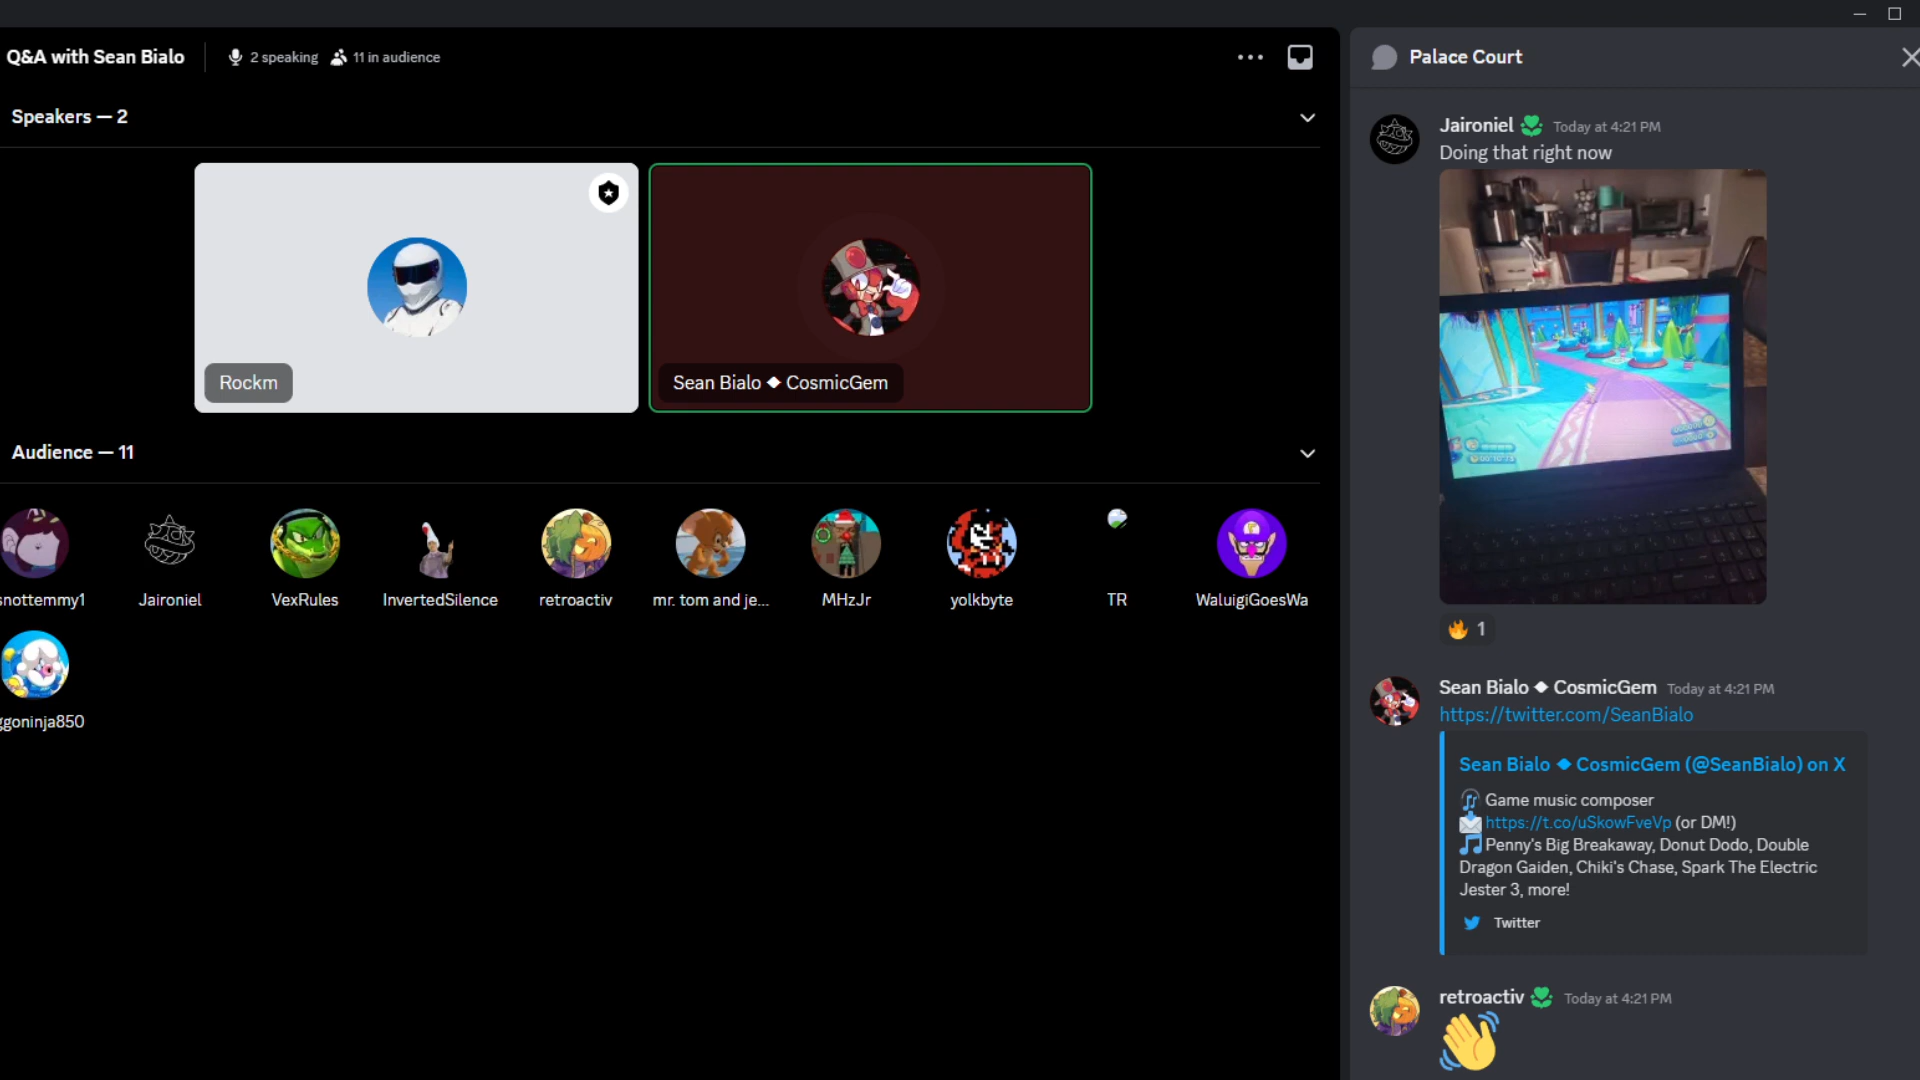 Q&A with Sean Bialo
2 speaking
11 in audience
Speakers — 2
Rockm
Sean Bialo ◆ CosmicGem
Audience — 11
snottemmy1
Jaironiel
VexRules
InvertedSilence
retroactiv
mr. tom and je...
MHzJr
yolkbyte
TR
WaluigiGoesWa
ggoninja850
Palace Court
Jaironiel Today at 4:21 PM
Doing that right now
1
Sean Bialo ◆ CosmicGem Today at 4:21 PM
https://twitter.com/SeanBialo
Sean Bialo ◆ CosmicGem (@SeanBialo) on X
Game music composer
https://t.co/uSkowFveVp (or DM!)
Penny's Big Breakaway, Donut Dodo, Double
Dragon Gaiden, Chiki's Chase, Spark The Electric
Jester 3, more!
Twitter
retroactiv Today at 4:21 PM